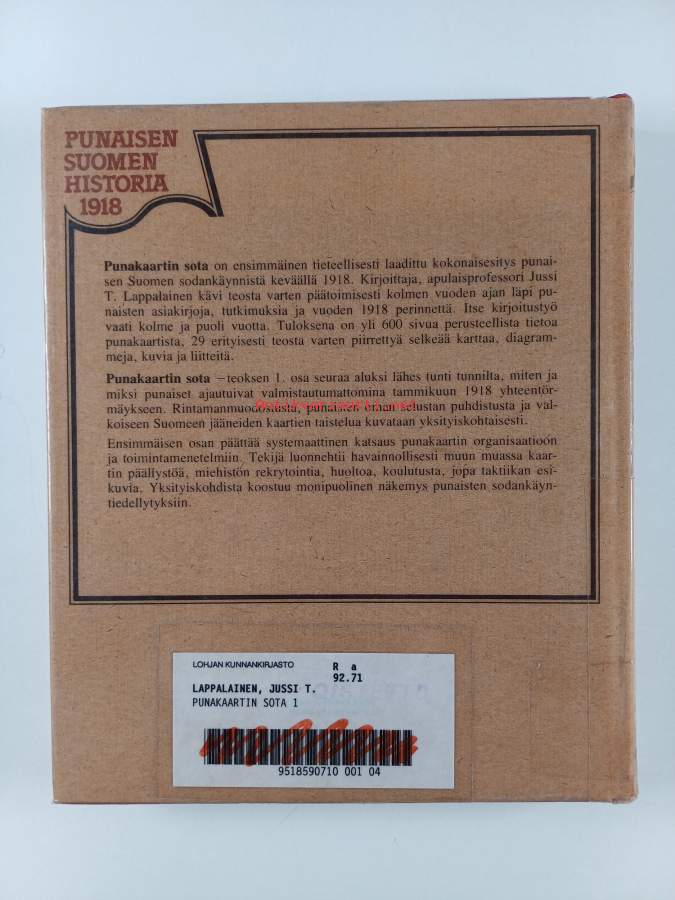 PUNAISEN
SUOMEN
HISTORIA
1918
Punakaartin sota on ensimmäinen tieteellisesti laadittu kokonaisesitys punai-
sen Suomen sodankäynnistä keväällä 1918. Kirjoittaja, apulaisprofessori Jussi
T. Lappalainen kävi teosta varten päätoimisesti kolmen vuoden ajan läpi pu-
naisten asiakirjoja, tutkimuksia ja vuoden 1918 perinnettä. Itse kirjoitustyö
vaati kolme ja puoli vuotta. Tuloksena on yli 600 sivua perusteellista tietoa
punakaartista, 29 erityisesti teosta varten piirrettyä selkeää karttaa, diagram-
meja, kuvia ja liitteitä.
Punakaartin sota –teoksen 1. osa seuraa aluksi lähes tunti tunnilta, miten ja
miksi punaiset ajautuivat valmistautumattomina tammikuun 1918 yhteentör-
mäykseen. Rintamanmuodostusta, punaisten oman selustan puhdistusta ja val-
koiseen Suomeen jääneiden kaartien taistelua kuvataan yksityiskohtaisesti.
Ensimmäisen osan päättää systemaattinen katsaus punakaartin organisaatioon
ja toimintamenetelmiin. Tekijä luonnehtii havainnollisesti muun muassa kaar-
tin päällystöä, miehistön rekrytointia, huoltoa, koulutusta, jopa taktiikan esi-
kuvia. Yksityiskohdista koostuu monipuolinen näkemys punaisten sodankäyn-
tiedellytyksiin.
LOHJAN KUNNANKIRJASTO
R a
92.71
LAPPALAINEN, JUSSI T.
PUNAKAARTIN SOTA 1
9518590710 001 04